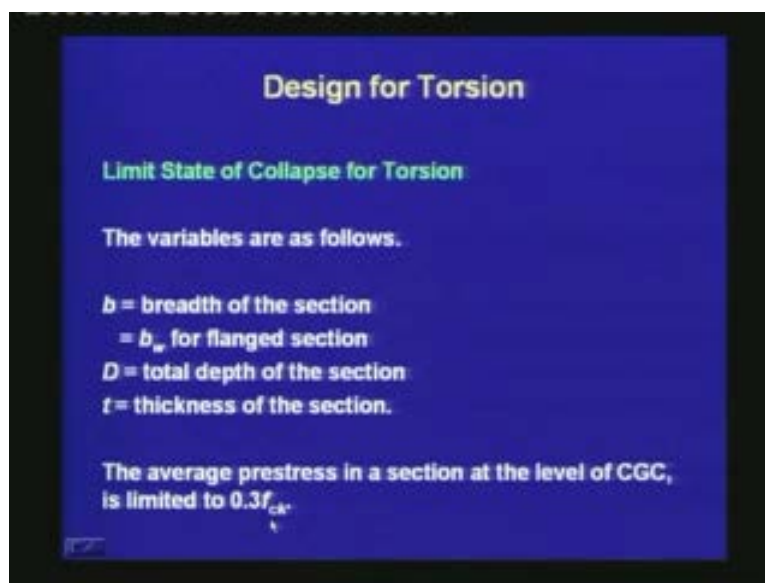 Design for Torsion
Limit State of Collapse for Torsion
The variables are as follows.
b = breadth of the section
= b_w for flanged section
D = total depth of the section
t = thickness of the section.
The average prestress in a section at the level of CGC,
is limited to 0.3f_ck.